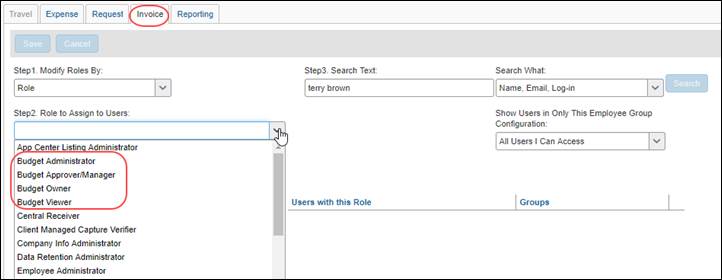 Travel Expense Request Invoice Reporting
Save Cancel
Step1. Modify Roles By: Step3. Search Text: Search What:
Role terry brown Name, Email, Log-in Search
Step2. Role to Assign to Users: Show Users in Only This Employee Group Configuration:
All Users I Can Access
App Center Listing Administrator
Budget Administrator
Budget Approver/Manager
Budget Owner
Budget Viewer
Users with this Role Groups
Central Receiver
Client Managed Capture Verifier
Company Info Administrator
Data Retention Administrator
Employee Administrator